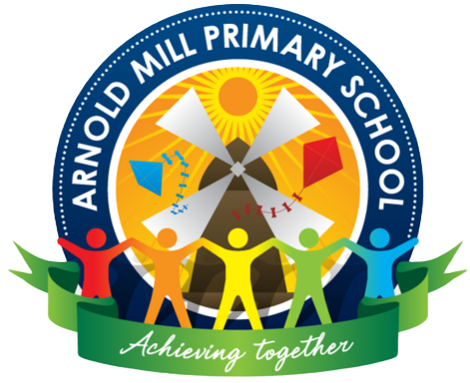 ARNOLD MILL PRIMARY SCHOOL
Achieving together